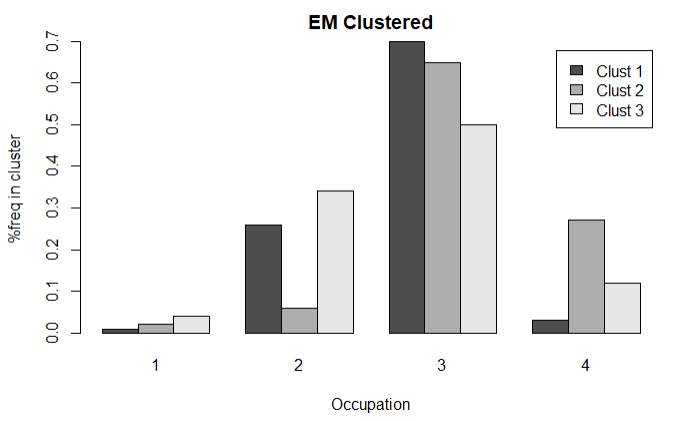 EM Clustered
0.7
0.6
0.5
0.4
0.3
0.2
0.1
0.0
%freq in cluster
Clust 1
Clust 2
Clust 3
1 2 3 4
Occupation